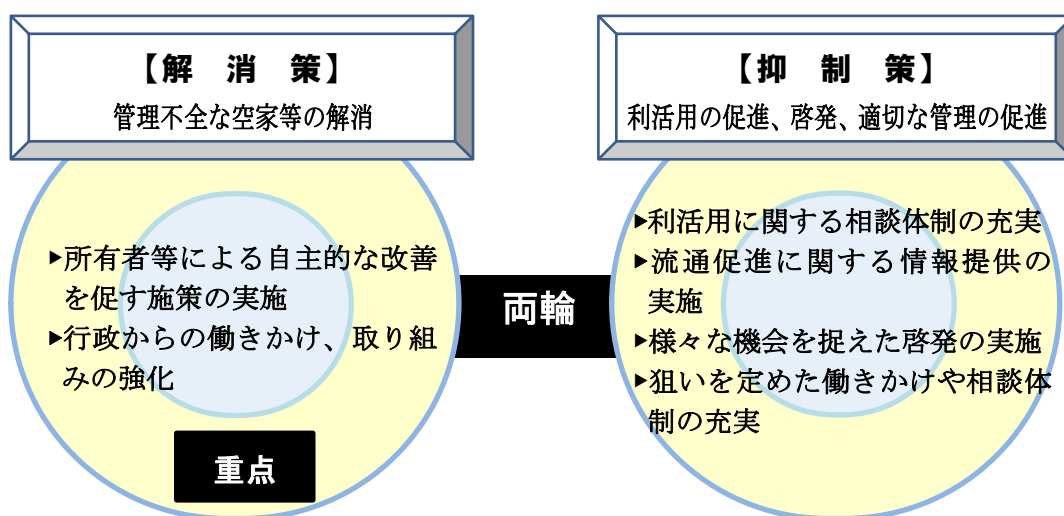 【解 消 策】
管理不全な空家等の解消
▶所有者等による自主的な改善
を促す施策の実施
▶行政からの働きかけ、取り組
みの強化
重点
両輪
【抑 制 策】
利活用の促進、啓発、適切な管理の促進
▶利活用に関する相談体制の充実
▶流通促進に関する情報提供の
実施
▶様々な機会を捉えた啓発の実施
▶狙いを定めた働きかけや相談体
制の充実